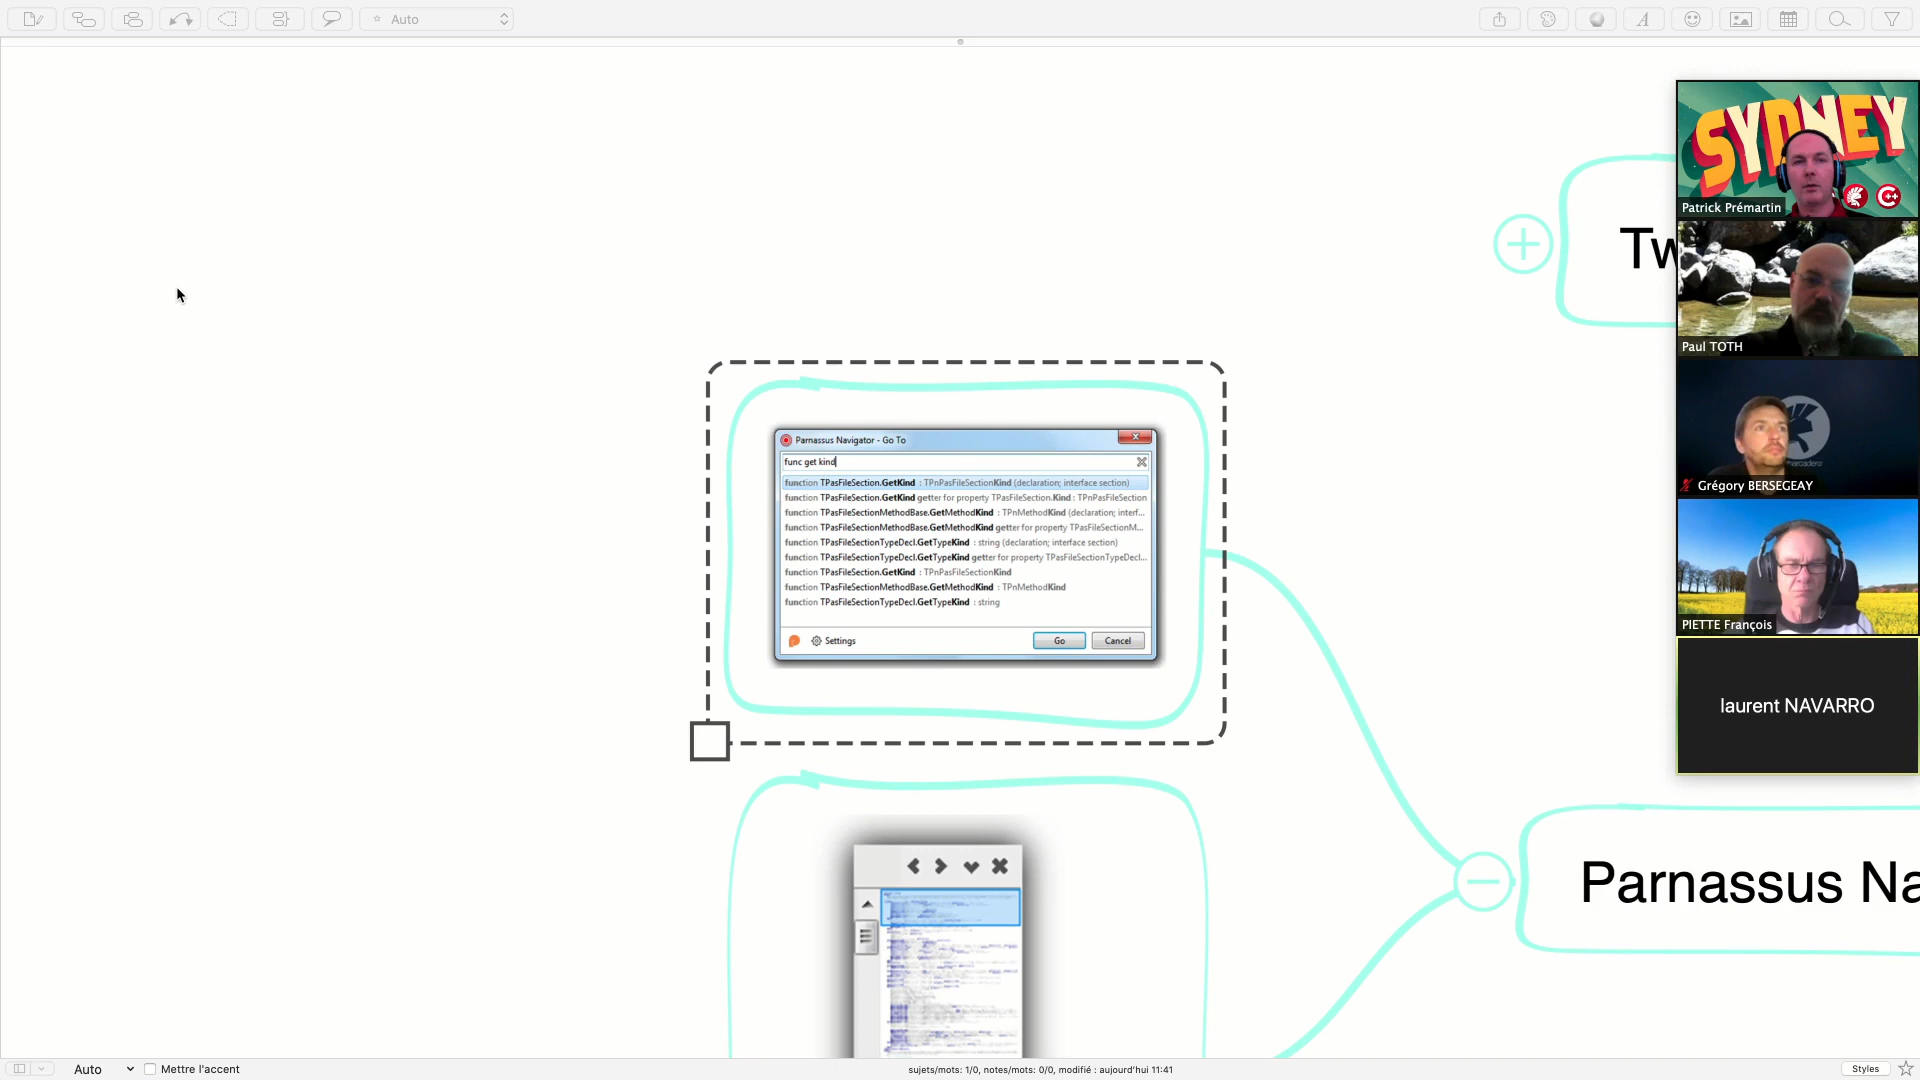 Auto
Tw
Parnassus Navigator - Go To
func get kind
function TPasFileSection.GetKind : TPnPasFileSectionKind (declaration; interface section)
function TPasFileSection.GetKind getter for property TPasFileSection.Kind : TPnPasFileSection
function TPasFileSectionMethodBase.GetMethodKind : TPnMethodKind (declaration; interf...
function TPasFileSectionMethodBase.GetMethodKind getter for property TPasFileSectionM...
function TPasFileSectionTypeDecl.GetTypeKind : string (declaration; interface section)
function TPasFileSectionTypeDecl.GetTypeKind getter for property TPasFileSectionTypeDecl...
function TPasFileSection.GetKind : TPnPasFileSectionKind
function TPasFileSectionMethodBase.GetMethodKind : TPnMethodKind
function TPasFileSectionTypeDecl.GetTypeKind : string
Settings
Go
Cancel
Parnassus Na
SYDNEY
Patrick Prémartin
Paul TOTH
Grégory BERSEGEAY
PIETTE François
laurent NAVARRO
Auto
Mettre l'accent
sujets/mots: 1/0, notes/mots: 0/0, modifié : aujourd'hui 11:41
Styles